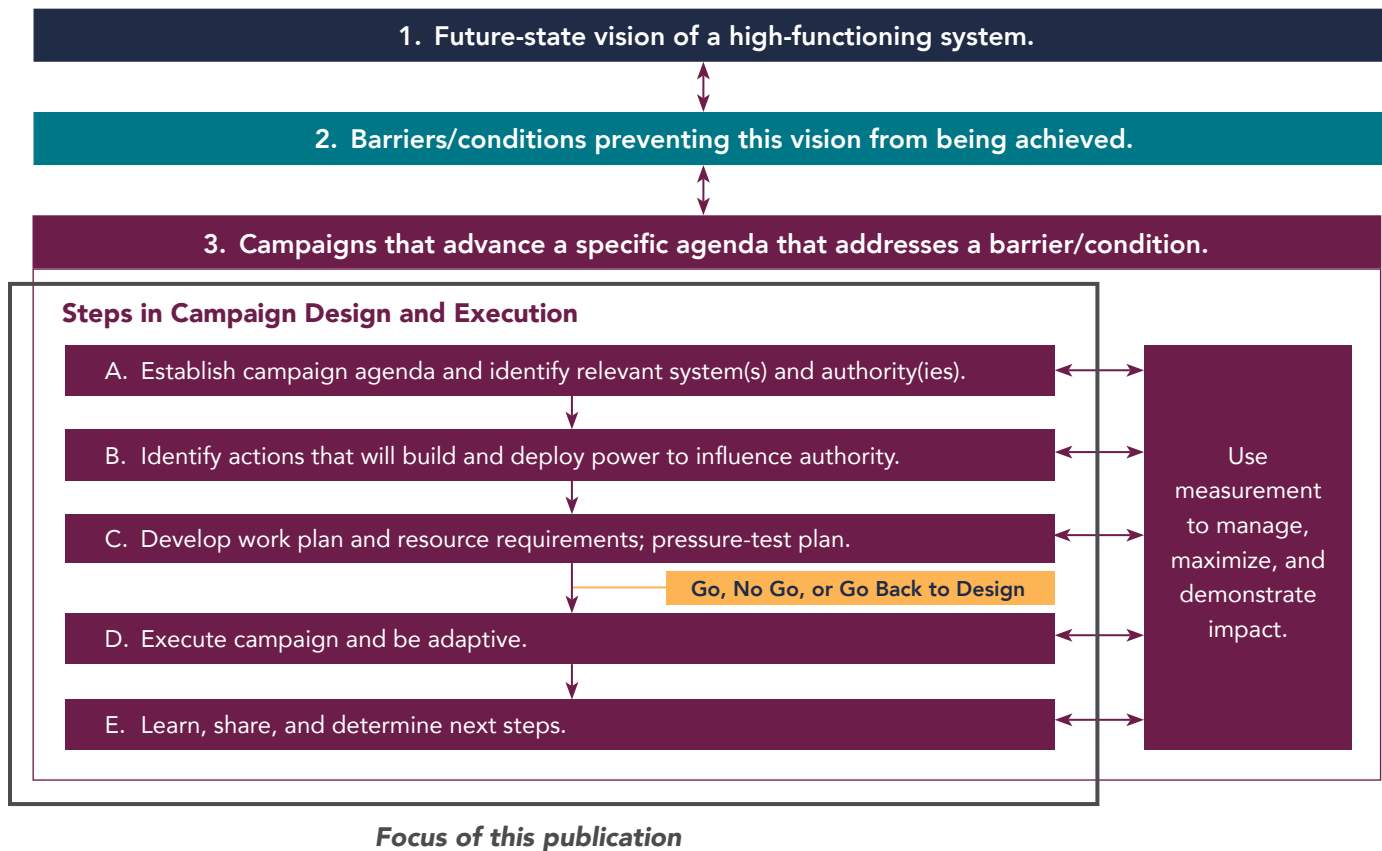 1. Future-state vision of a high-functioning system.
2. Barriers/conditions preventing this vision from being achieved.
3. Campaigns that advance a specific agenda that addresses a barrier/condition.
Steps in Campaign Design and Execution
A. Establish campaign agenda and identify relevant system(s) and authority(ies).
B. Identify actions that will build and deploy power to influence authority.
C. Develop work plan and resource requirements; pressure-test plan.
Go, No Go, or Go Back to Design
D. Execute campaign and be adaptive.
E. Learn, share, and determine next steps.
Use
measurement
to manage,
maximize, and
demonstrate
impact.
Focus of this publication